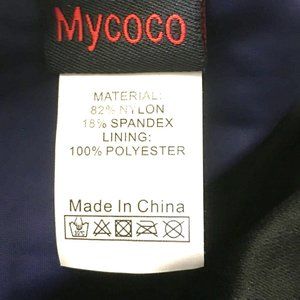 Mycoco
MATERIAL:
82% NYLON
18% SPANDEX
LINING:
100% POLYESTER
Made In China